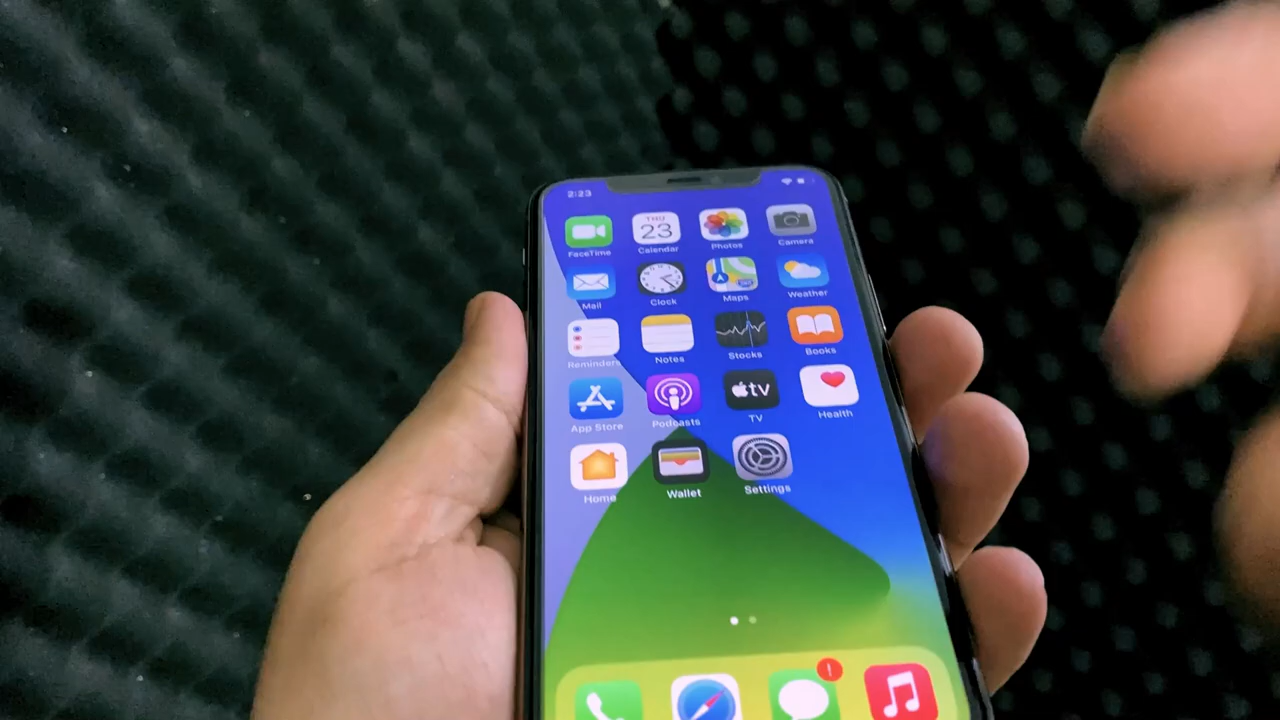 2:23
THU
23
FaceTime Calendar Photos Camera
Mail Clock Maps Weather
Reminders Notes Stocks Books
tv
App Store Podcasts TV Health
Home Wallet Settings
!